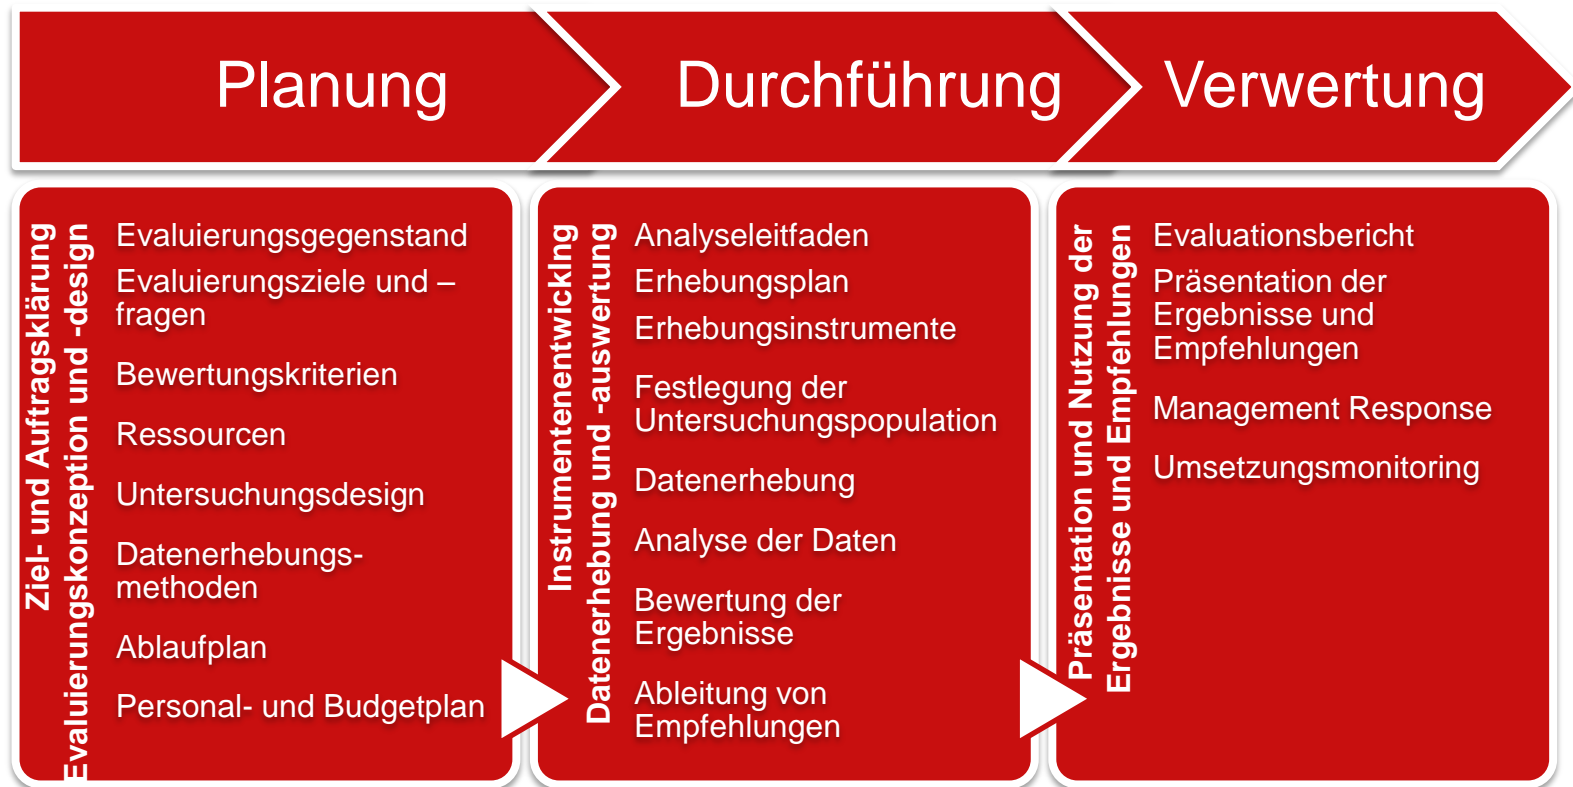 Planung
Durchführung
Verwertung
Ziel- und Auftragsklärung
Evaluierungskonzeption und -design
Evaluierungsgegenstand
Evaluierungsziele und –
fragen
Bewertungskriterien
Ressourcen
Untersuchungsdesign
Datenerhebungs-
methoden
Ablaufplan
Personal- und Budgetplan
Instrumentenentwicklng
Datenerhebung und -auswertung
Analyseleitfaden
Erhebungsplan
Erhebungsinstrumente
Festlegung der
Untersuchungspopulation
Datenerhebung
Analyse der Daten
Bewertung der
Ergebnisse
Ableitung von
Empfehlungen
Präsentation und Nutzung der
Ergebnisse und Empfehlungen
Evaluationsbericht
Präsentation der
Ergebnisse und
Empfehlungen
Management Response
Umsetzungsmonitoring